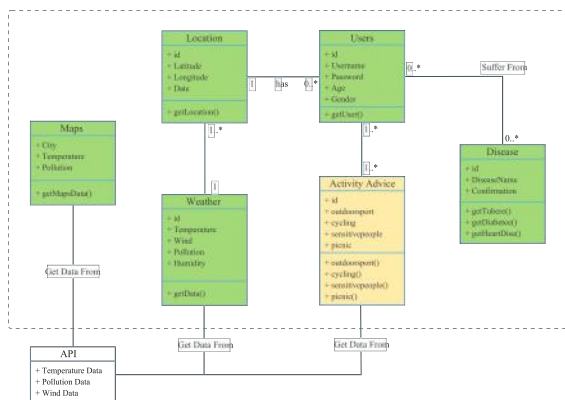 Location
+ id
+ Latitude
+ Longitude
+ Date
+ getLocation()
Users
+ id
+ Username
+ Password
+ Age
+ Gender
+ getUser()
1
has
0..*
0..*
Suffer From
0..*
Maps
+ City
+ Temperature
+ Pollution
+ getMapsData()
1..*
1
1..*
1..*
Weather
+ id
+ Temperature
+ Wind
+ Pollution
+ Humidity
+ getData()
Activity Advice
+ id
+ outdoorsport
+ cycling
+ sensitivepeople
+ picnic
+ outdoorsport()
+ cycling()
+ sensitivepeople()
+ picnic()
Disease
+ id
+ DiseaseName
+ Confirmation
Get Data From
Get Data From
Get Data From
API
+ Temperature Data
+ Pollution Data
+ Wind Data